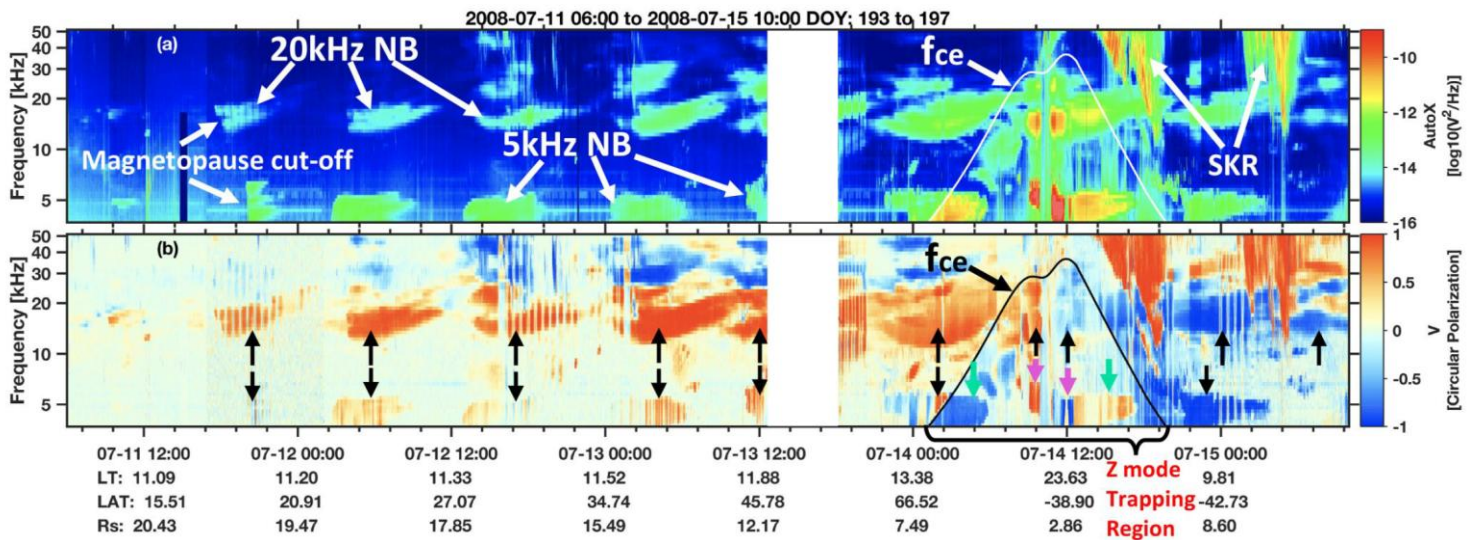 2008-07-11 06:00 to 2008-07-15 10:00 DOY: 193 to 197
(a)
20kHz NB
fce
Magnetopause cut-off
5kHz NB
SKR
Frequency [kHz]
50
30
20
10
5
-10
-12
-14
-16
AutoX
[log10(V²/Hz)]
(b)
fce
Frequency [kHz]
50
30
20
10
5
1
0.5
0
-0.5
-1
V
[Circular Polarization]
07-11 12:00 07-12 00:00 07-12 12:00 07-13 00:00 07-13 12:00 07-14 00:00 07-14 12:00 07-15 00:00
LT: 11.09 11.20 11.33 11.52 11.88 13.38 23.63 9.81
LAT: 15.51 20.91 27.07 34.74 45.78 66.52 -38.90 -42.73
Rs: 20.43 19.47 17.85 15.49 12.17 7.49 2.86 8.60
Z mode
Trapping
Region